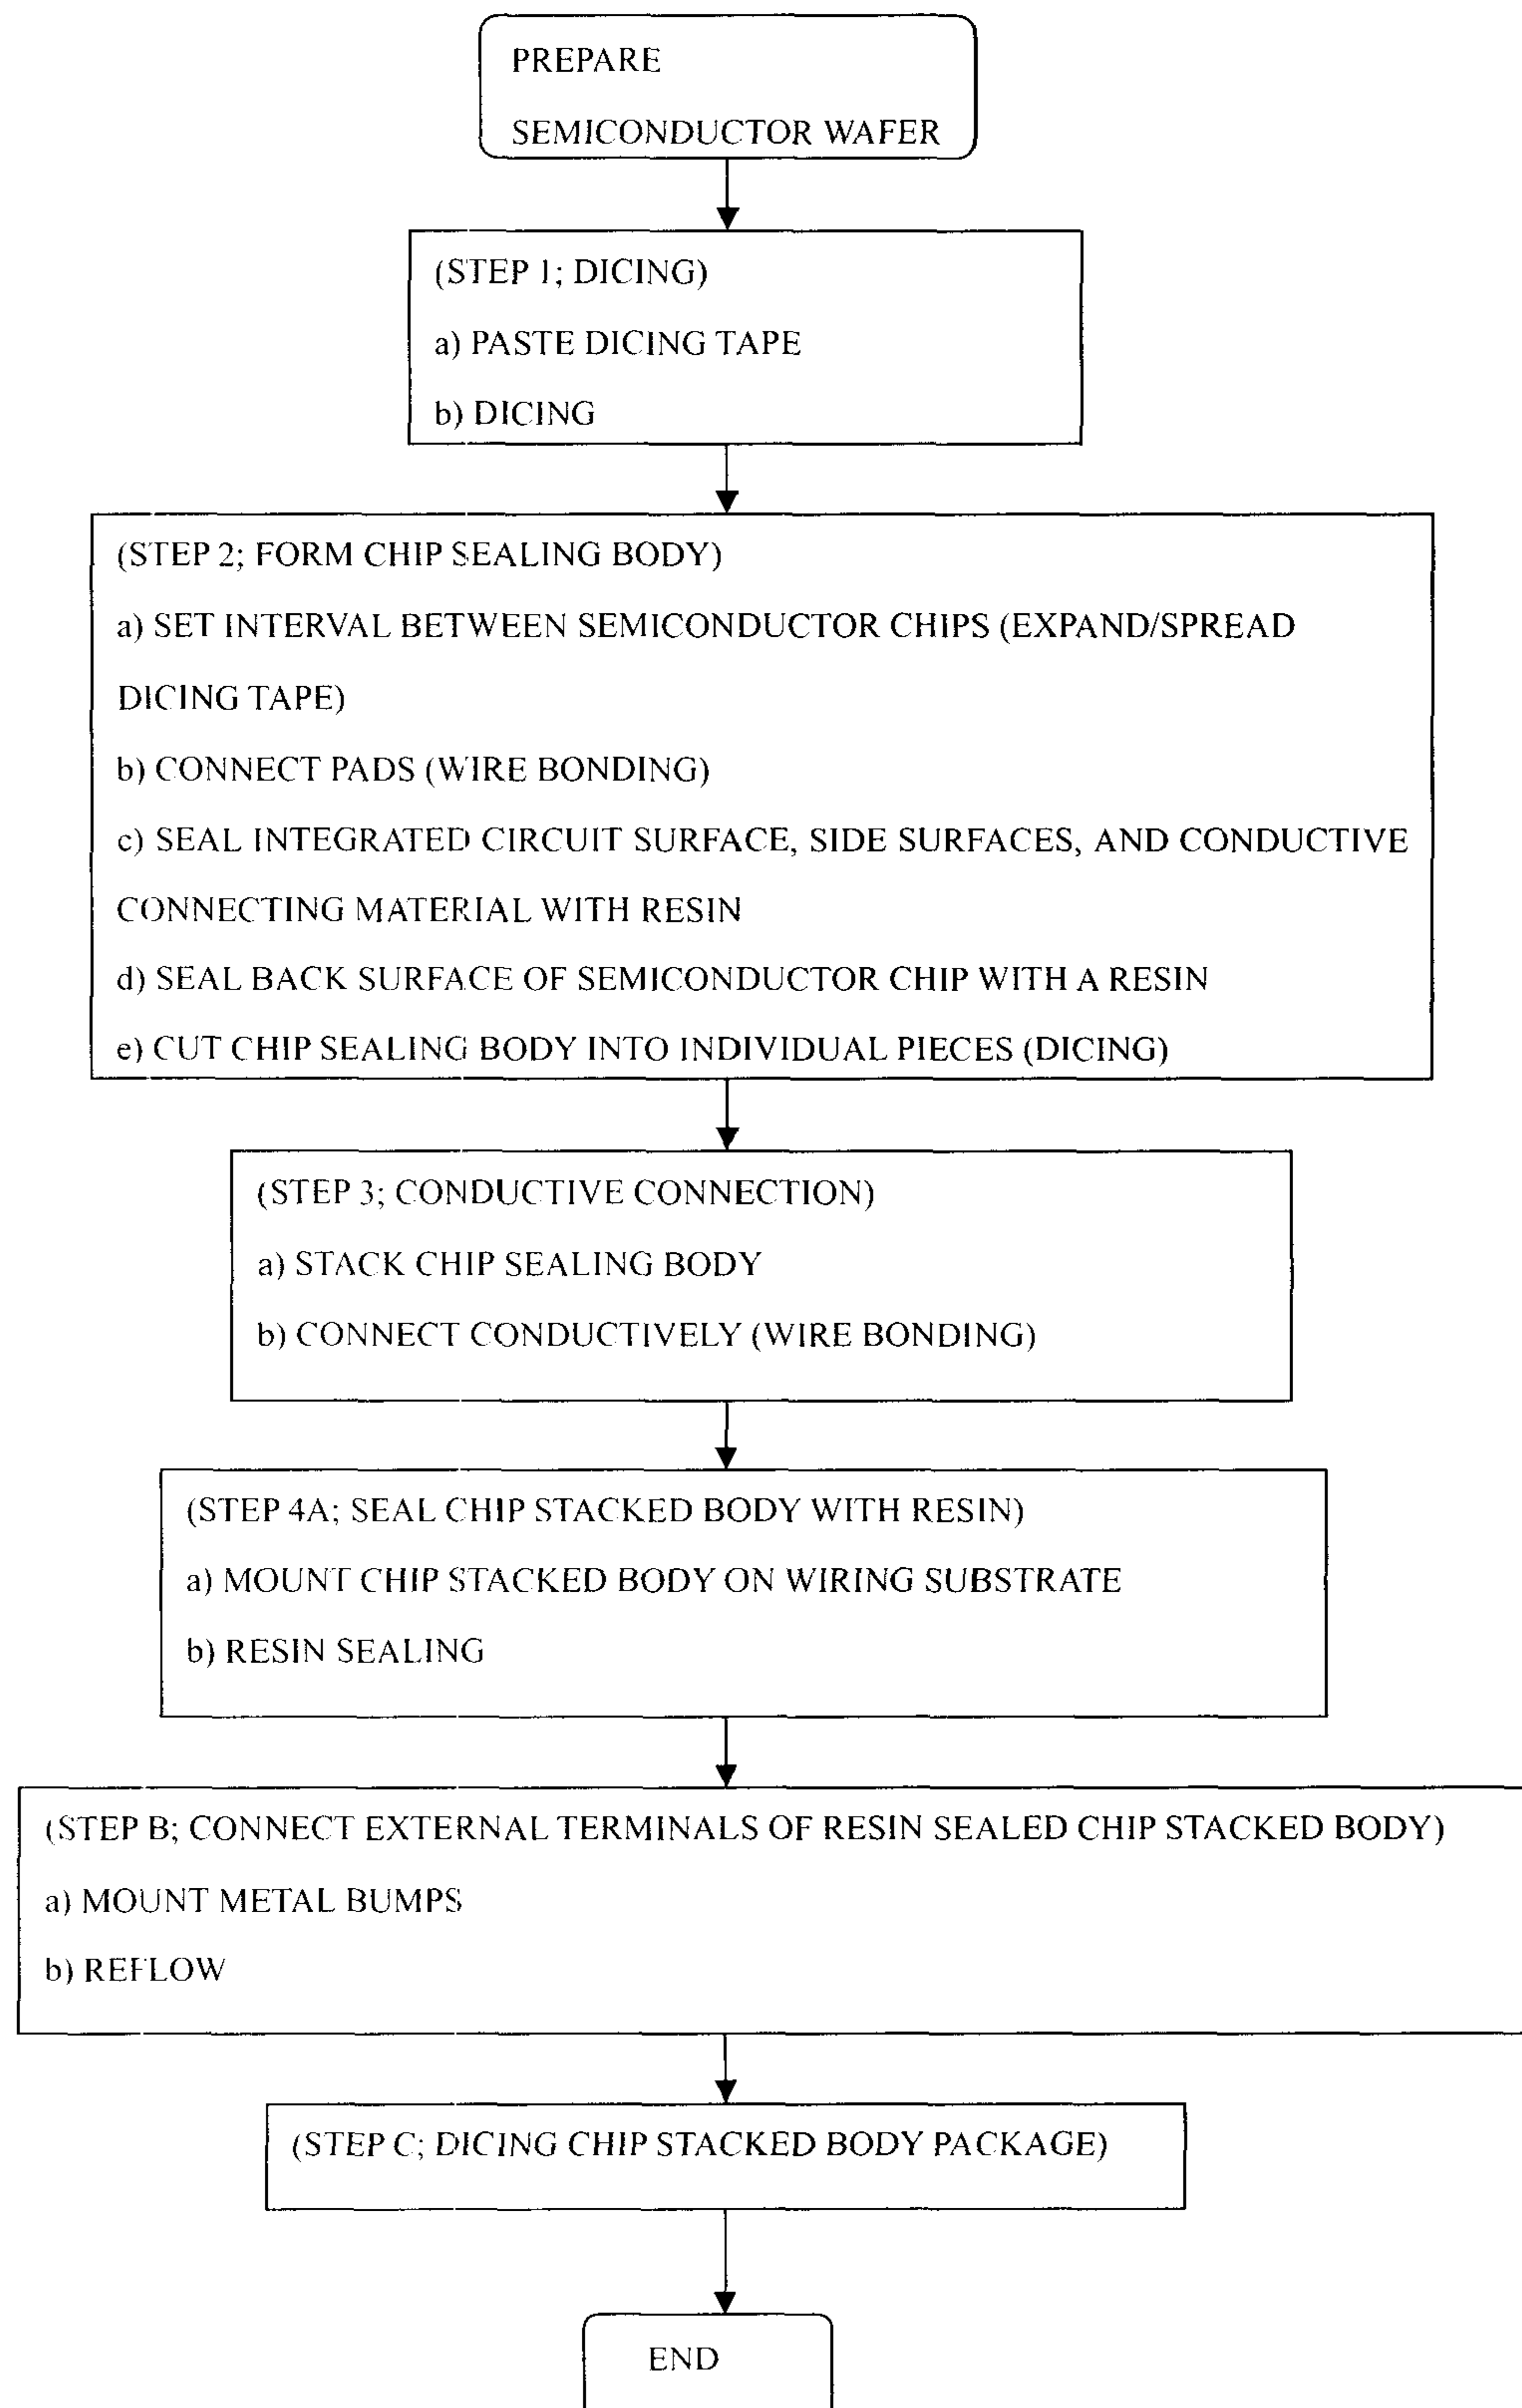 PREPARE
SEMICONDUCTOR WAFER
(STEP 1; DICING)
a) PASTE DICING TAPE
b) DICING
(STEP 2; FORM CHIP SEALING BODY)
a) SET INTERVAL BETWEEN SEMICONDUCTOR CHIPS (EXPAND/SPREAD
DICING TAPE)
b) CONNECT PADS (WIRE BONDING)
c) SEAL INTEGRATED CIRCUIT SURFACE, SIDE SURFACES, AND CONDUCTIVE
CONNECTING MATERIAL WITH RESIN
d) SEAL BACK SURFACE OF SEMICONDUCTOR CHIP WITH A RESIN
e) CUT CHIP SEALING BODY INTO INDIVIDUAL PIECES (DICING)
(STEP 3; CONDUCTIVE CONNECTION)
a) STACK CHIP SEALING BODY
b) CONNECT CONDUCTIVELY (WIRE BONDING)
(STEP 4A; SEAL CHIP STACKED BODY WITH RESIN)
a) MOUNT CHIP STACKED BODY ON WIRING SUBSTRATE
b) RESIN SEALING
(STEP B; CONNECT EXTERNAL TERMINALS OF RESIN SEALED CHIP STACKED BODY)
a) MOUNT METAL BUMPS
b) REFLOW
(STEP C; DICING CHIP STACKED BODY PACKAGE)
END